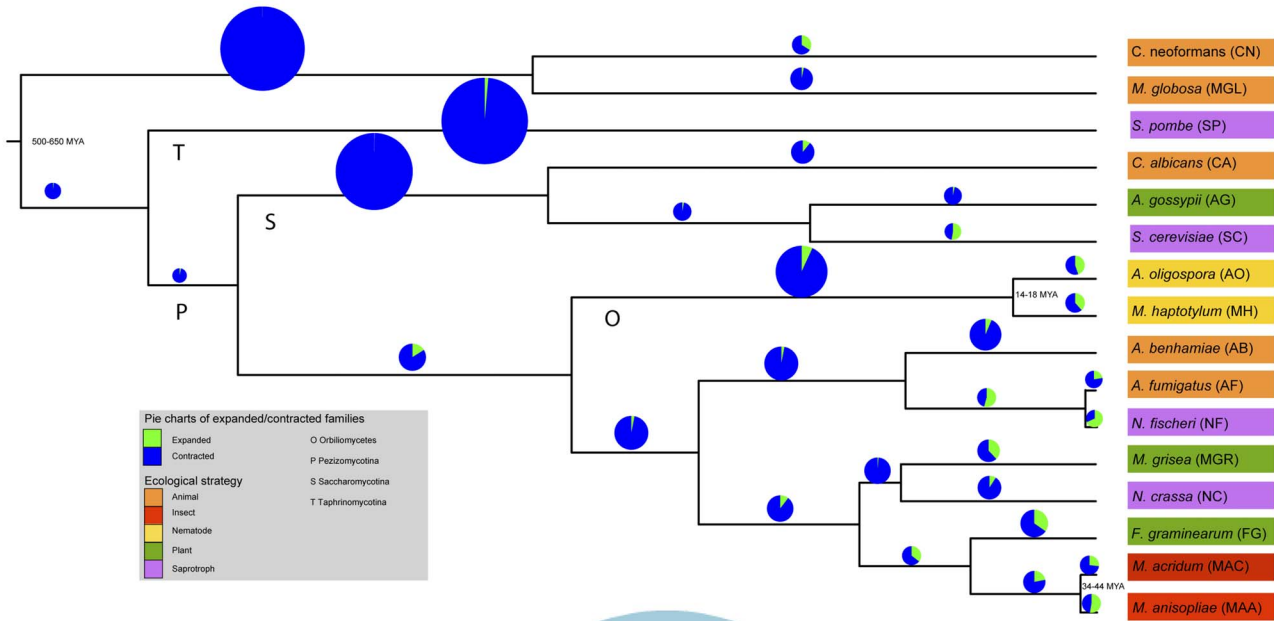 C. neoformans (CN)
M. globosa (MGL)
500-650 MYA
S. pombe (SP)
T
C. albicans (CA)
A. gossypii (AG)
S
S. cerevisiae (SC)
A. oligospora (AO)
14-18 MYA
P
O
M. haptotylum (MH)
A. benhamiae (AB)
A. fumigatus (AF)
N. fischeri (NF)
M. grisea (MGR)
N. crassa (NC)
F. graminearum (FG)
M. acridum (MAC)
34-44 MYA
M. anisopliae (MAA)
Pie charts of expanded/contracted families
Expanded
Contracted
O Orbiliomycetes
P Pezizomycotina
S Saccharomycotina
T Taphrinomycotina
Ecological strategy
Animal
Insect
Nematode
Plant
Saprotroph